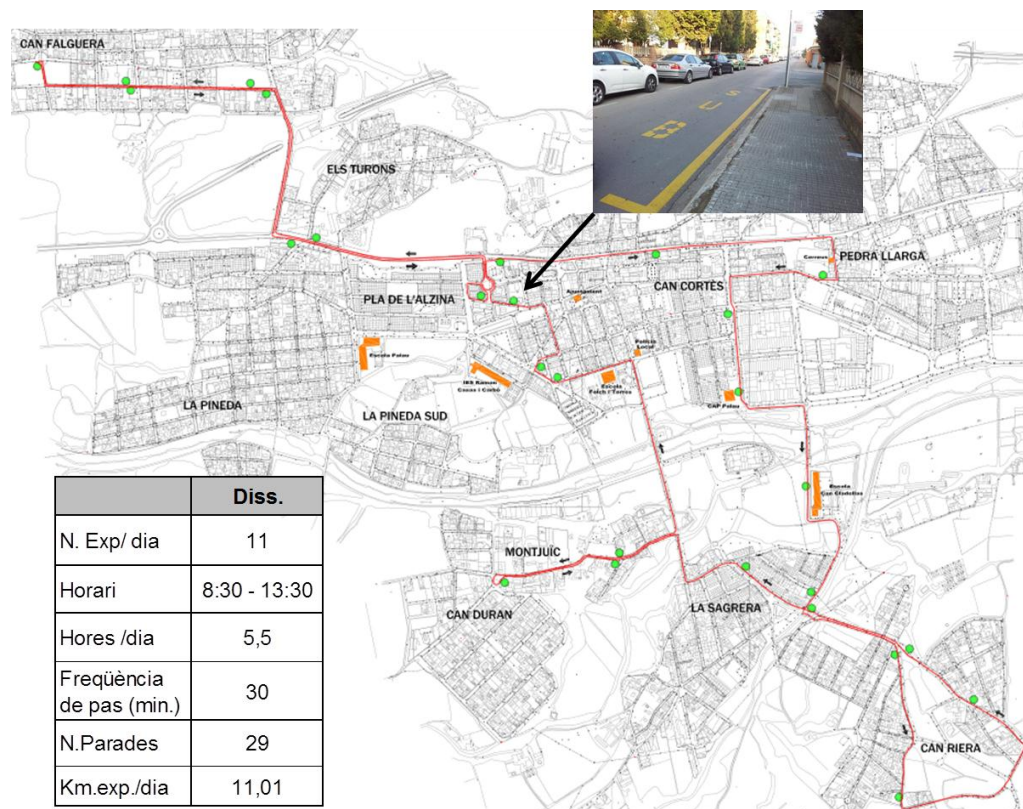 CAN FALGUERA
ELS TURONS
PEDRA LLARGA
Correus
CAN CORTÈS
PLA DE L'ALZINA
Ajuntament
Policia
Local
Escola Palau
IES Ramon
Casas i Carbó
Escola
Folch i Torres
CAP Palau
LA PINEDA
LA PINEDA SUD
Escola
Can Cladellas
MONTJUÏC
CAN DURAN
LA SAGRERA
CAN RIERA
BUS
Diss.
N. Exp/ dia 11
Horari 8:30 - 13:30
Hores /dia 5,5
Freqüència
de pas (min.) 30
N.Parades 29
Km.exp./dia 11,01